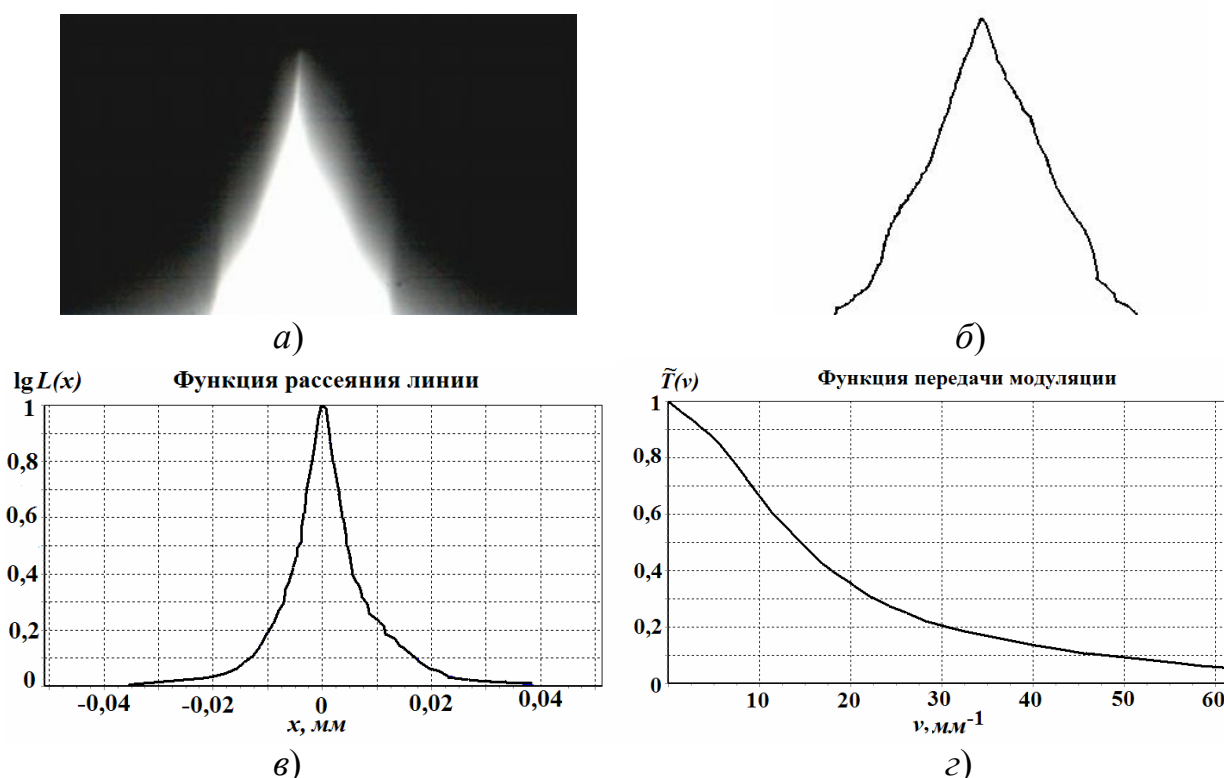 а)
б)
lg L(x)
Функция рассеяния линии
1
0,8
0,6
0,4
0,2
0
-0,04
-0,02
0
0,02
0,04
x, мм
в)
T̃(ν)
Функция передачи модуляции
1
0,8
0,6
0,4
0,2
0
10
20
30
40
50
60
ν, мм⁻¹
г)